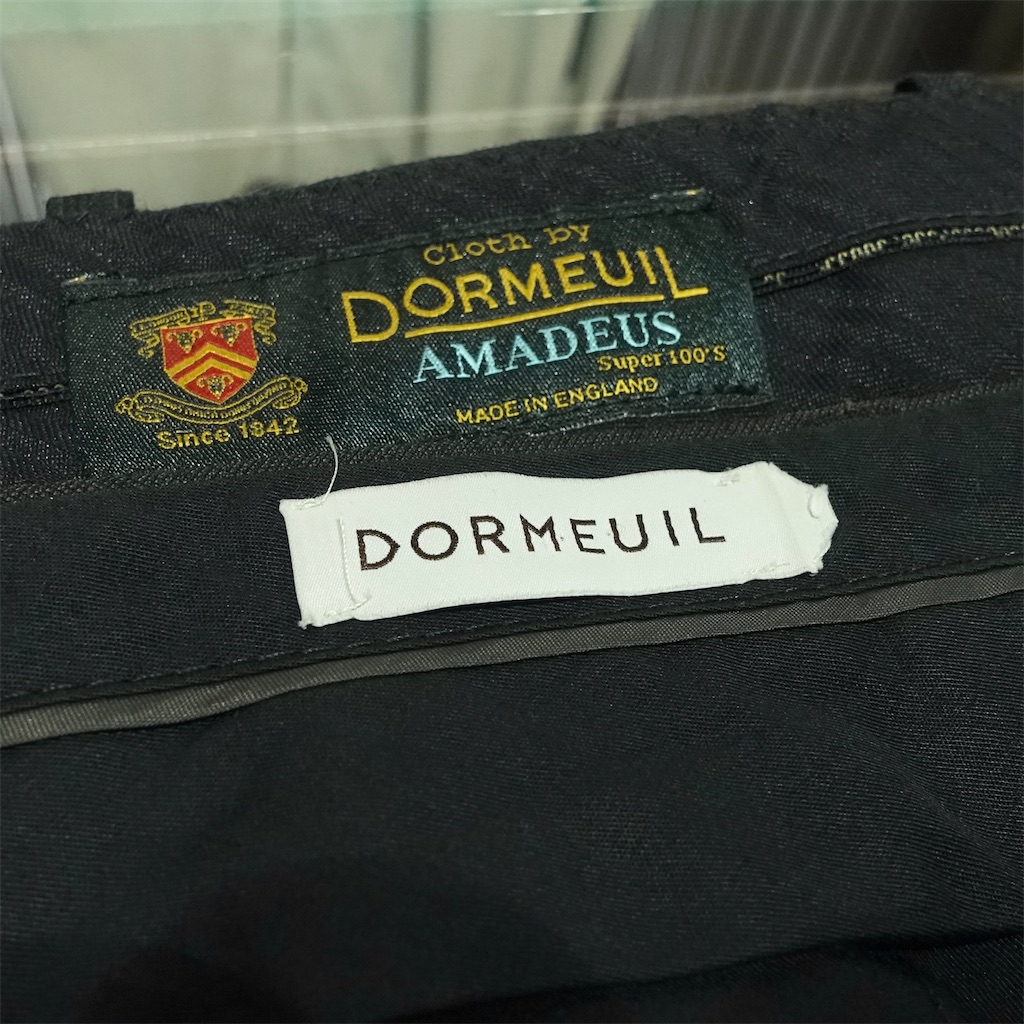 Cloth by
DORMEUIL
AMADEUS
Super 100'S
MADE IN ENGLAND
Since 1842
DORMEUIL